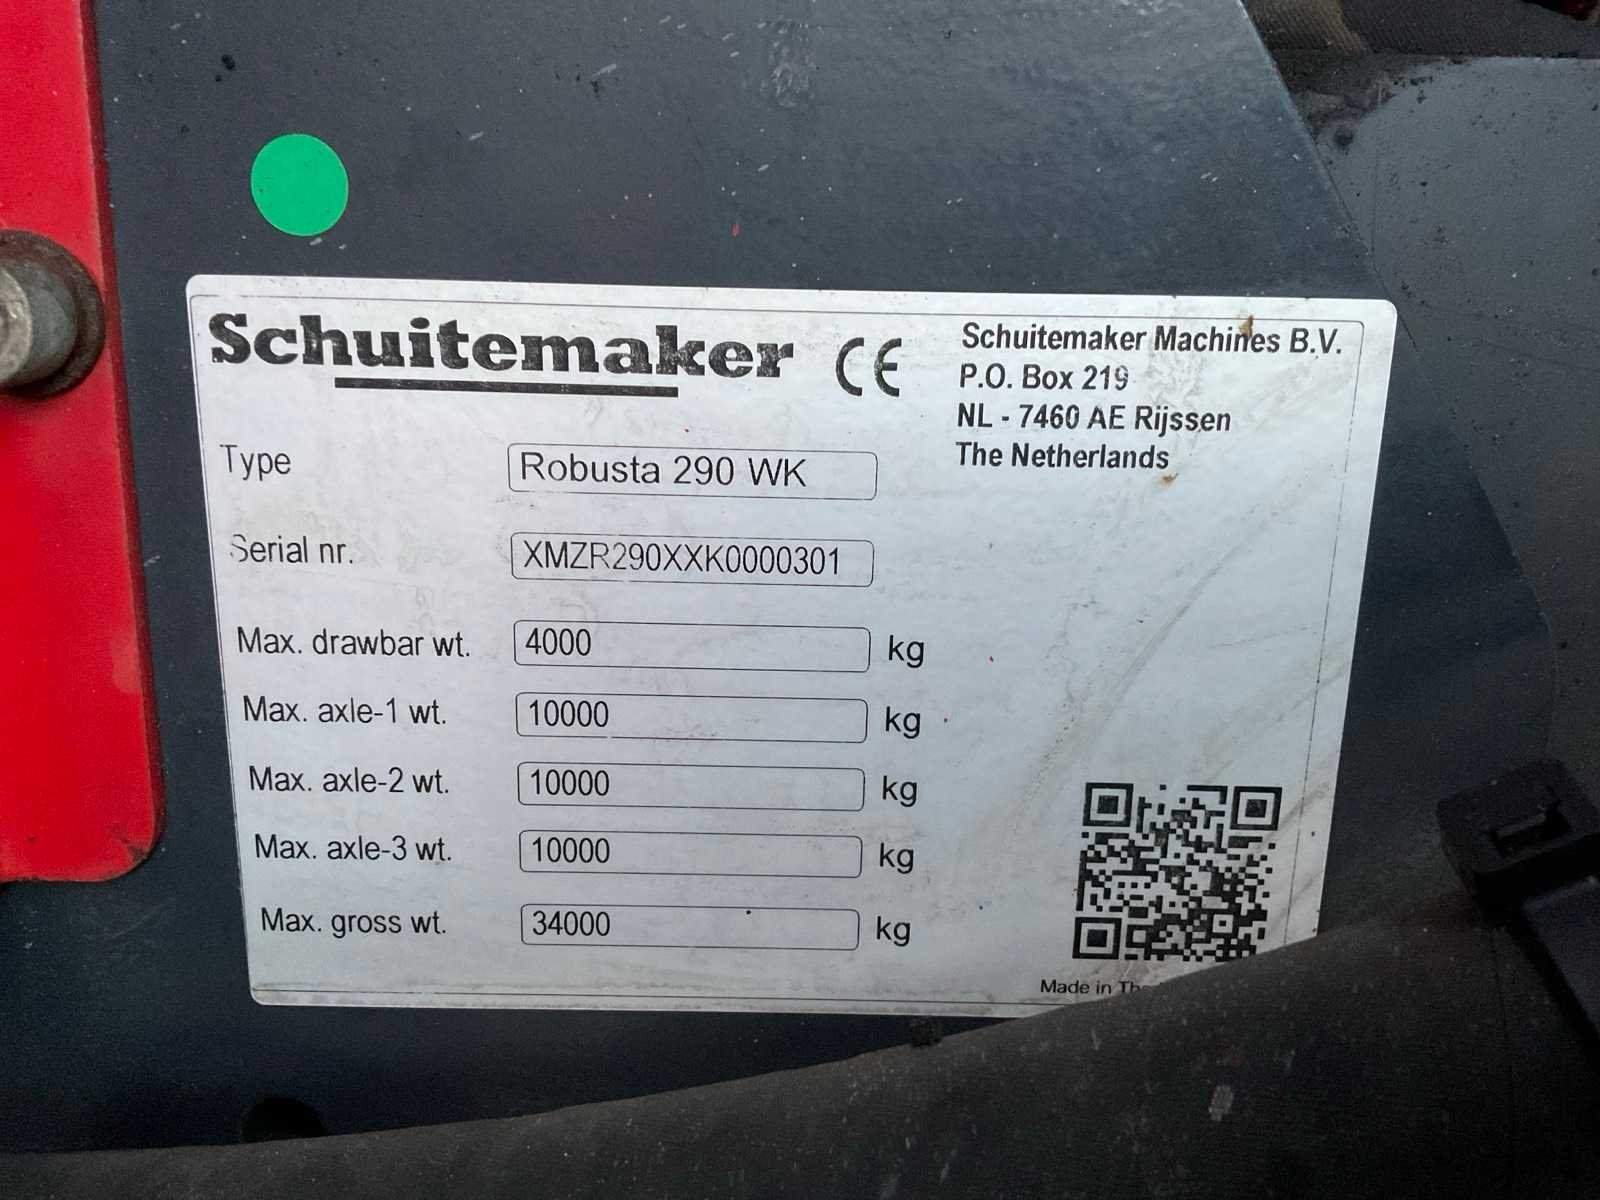 Schuitemaker CE
Schuitemaker Machines B.V.
P.O. Box 219
NL - 7460 AE Rijssen
The Netherlands
Type Robusta 290 WK
Serial nr. XMZR290XXK0000301
Max. drawbar wt. 4000 kg
Max. axle-1 wt. 10000 kg
Max. axle-2 wt. 10000 kg
Max. axle-3 wt. 10000 kg
Max. gross wt. 34000 kg
Made in